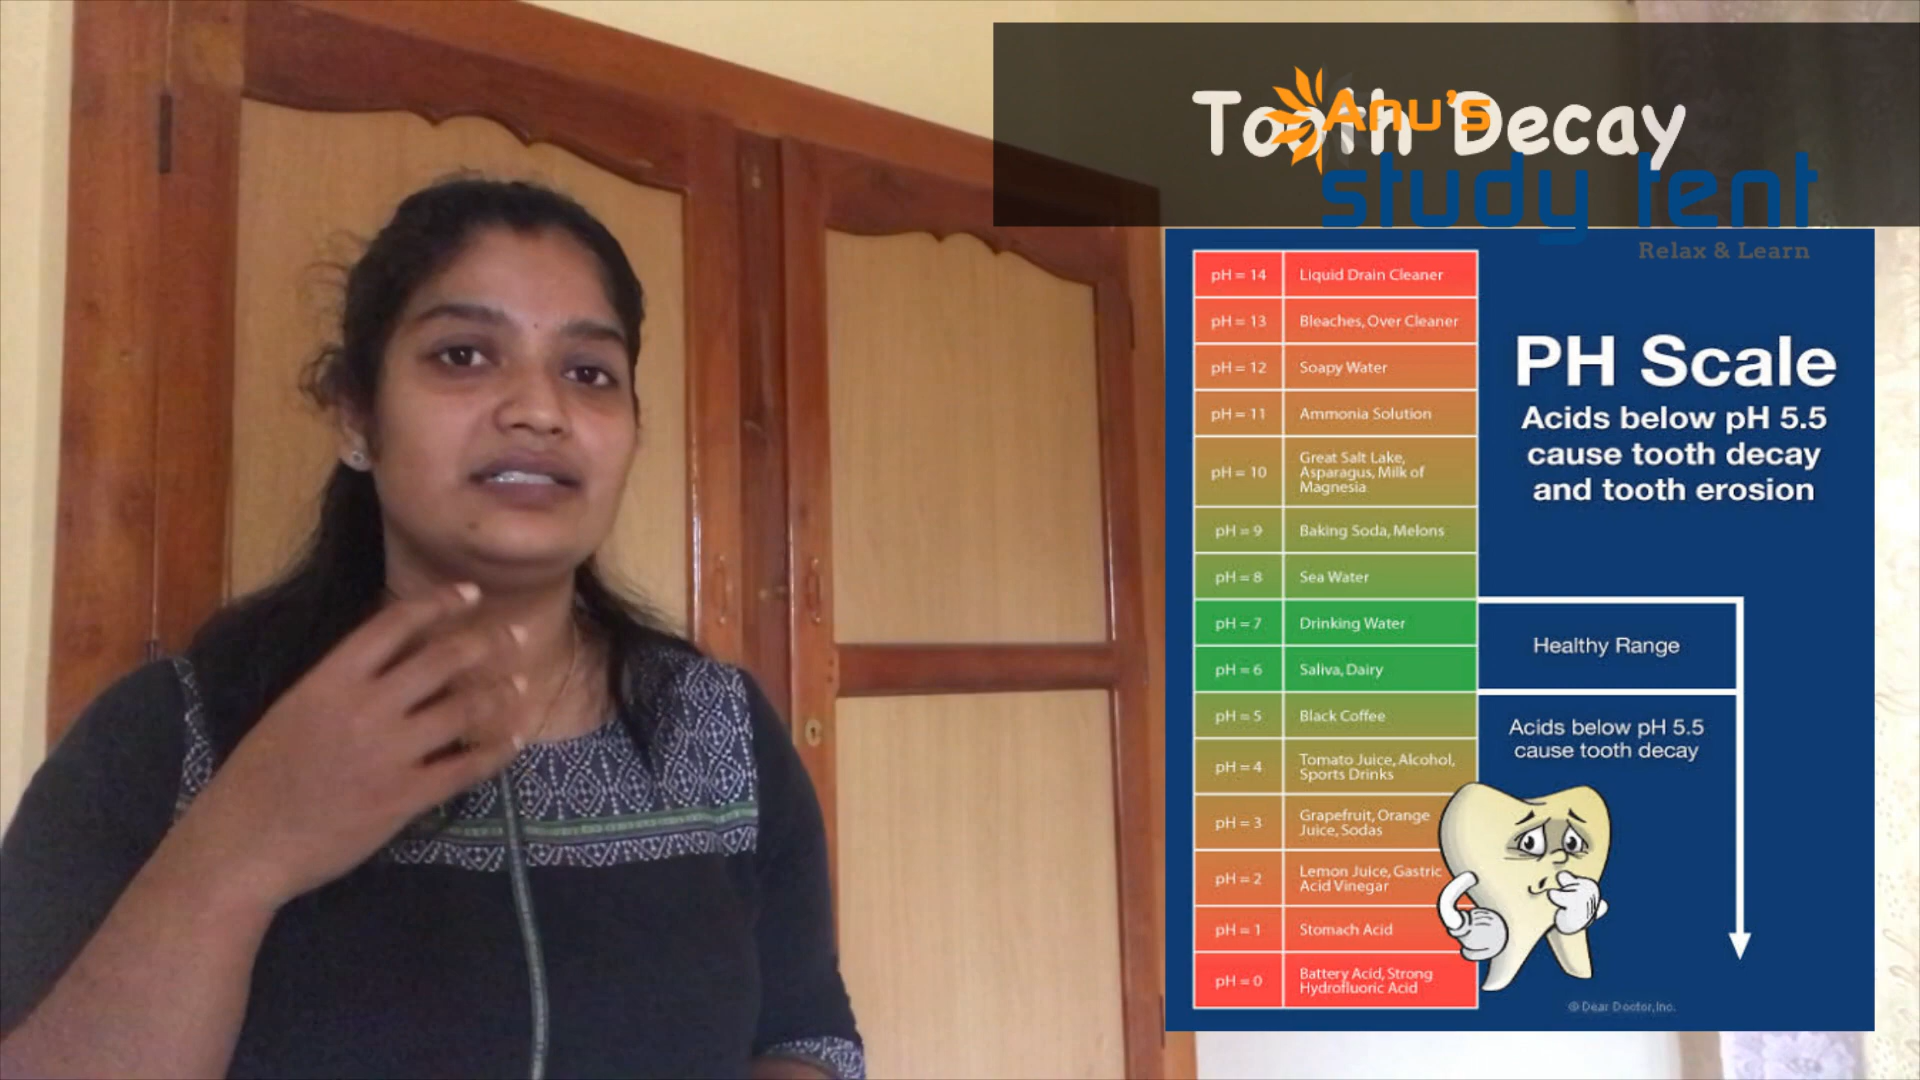 Tooth Decay
Anu's
study tent
Relax & Learn
pH = 14 Liquid Drain Cleaner
pH = 13 Bleaches, Over Cleaner
pH = 12 Soapy Water
pH = 11 Ammonia Solution
pH = 10 Great Salt Lake,
Asparagus, Milk of
Magnesia
pH = 9 Baking Soda, Melons
pH = 8 Sea Water
pH = 7 Drinking Water
pH = 6 Saliva, Dairy
pH = 5 Black Coffee
pH = 4 Tomato Juice, Alcohol,
Sports Drinks
pH = 3 Grapefruit, Orange
Juice, Sodas
pH = 2 Lemon Juice, Gastric
Acid Vinegar
pH = 1 Stomach Acid
pH = 0 Battery Acid, Strong
Hydrofluoric Acid
PH Scale
Acids below pH 5.5
cause tooth decay
and tooth erosion
Healthy Range
Acids below pH 5.5
cause tooth decay
© Dear Doctor, Inc.